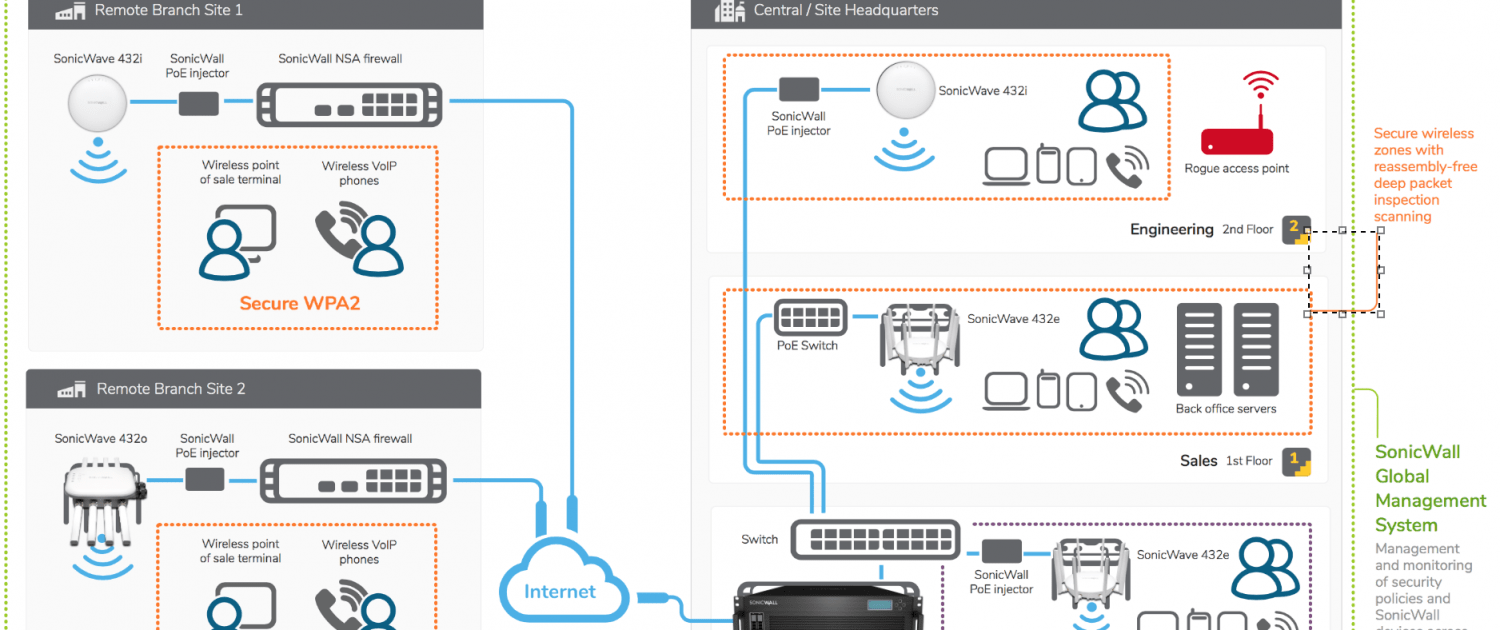 Remote Branch Site 1
SonicWave 432i
SonicWall
PoE injector
SonicWall NSA firewall
Wireless point
of sale terminal
Wireless VoIP
phones
Secure WPA2
Remote Branch Site 2
SonicWave 432o
SonicWall
PoE injector
SonicWall NSA firewall
Wireless point
of sale terminal
Wireless VoIP
phones
Internet
Central / Site Headquarters
SonicWall
PoE injector
SonicWave 432i
Rogue access point
Engineering 2nd Floor 2
PoE Switch
SonicWave 432e
Back office servers
Sales 1st Floor 1
Switch
SonicWall
PoE injector
SonicWave 432e
SONICWALL
Secure wireless
zones with
reassembly-free
deep packet
inspection
scanning
SonicWall
Global
Management
System
Management
and monitoring
of security
policies and
SonicWall
devices across